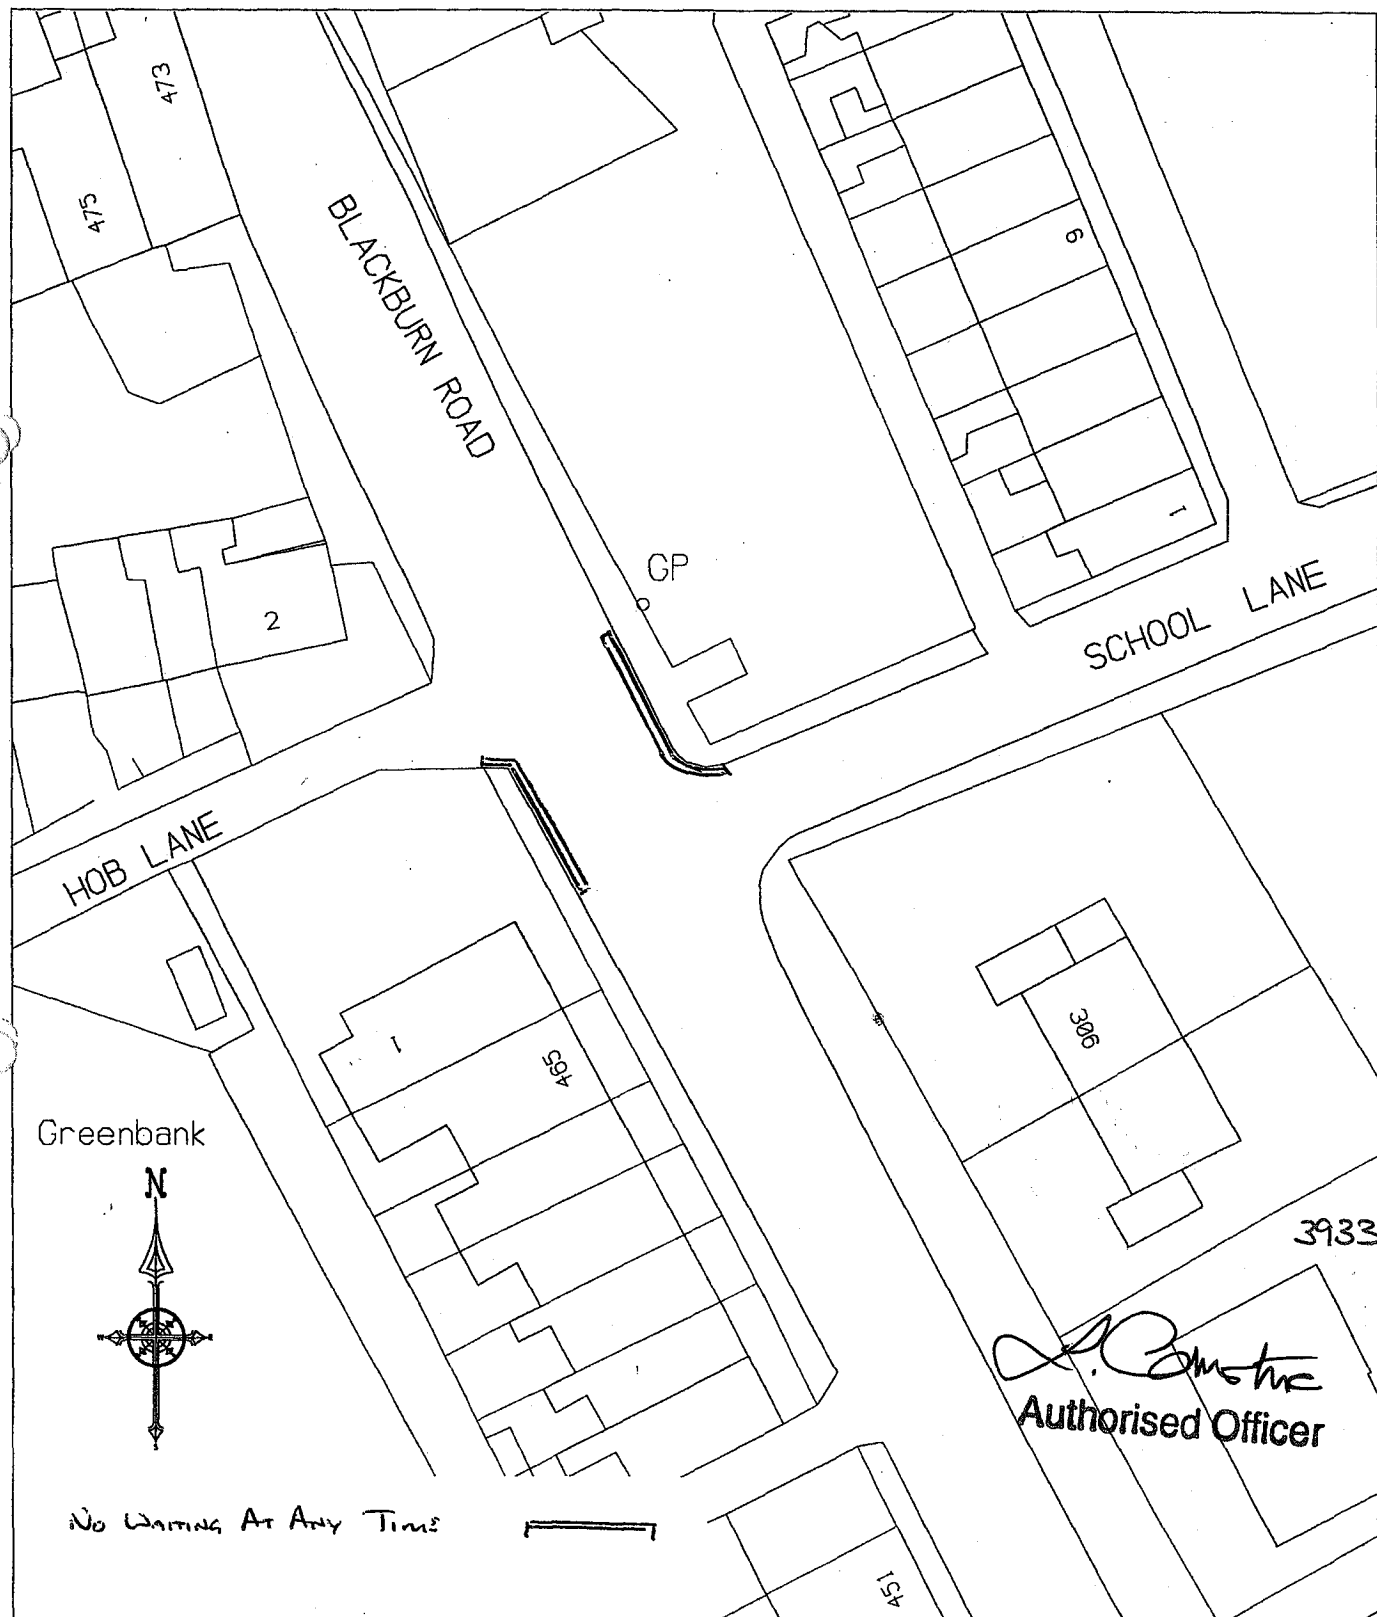 473
475
BLACKBURN ROAD
6
1
GP
2
SCHOOL LANE
HOB LANE
306
1
465
Greenbank
N
3933
Authorised Officer
No Waiting At Any Time
451